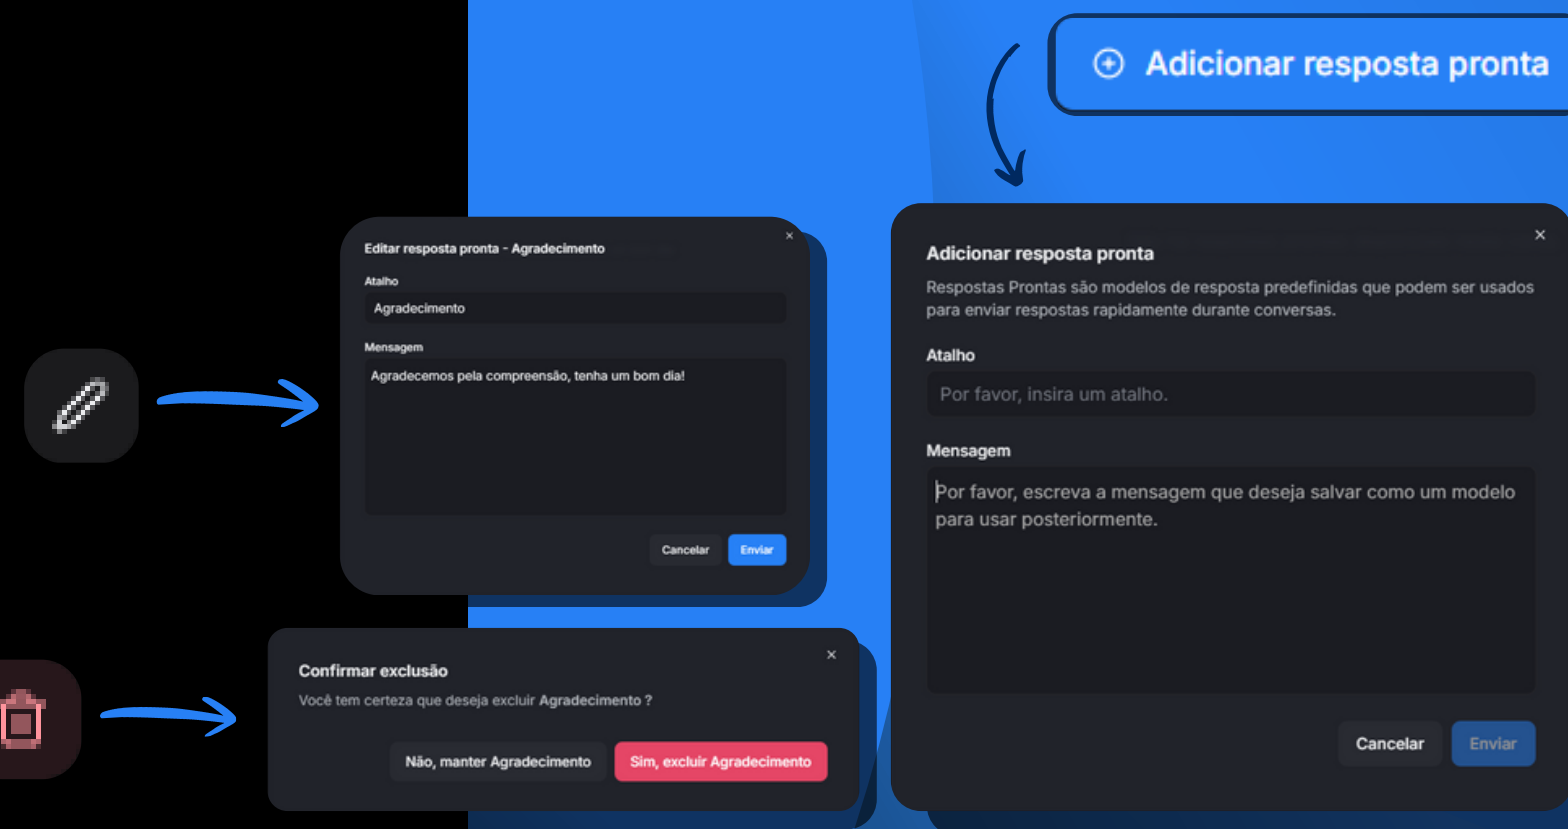 Adicionar resposta pronta
Editar resposta pronta - Agradecimento
Atalho
Agradecimento
Mensagem
Agradecemos pela compreensão, tenha um bom dia!
Cancelar
Enviar
Confirmar exclusão
Você tem certeza que deseja excluir Agradecimento ?
Não, manter Agradecimento
Sim, excluir Agradecimento
Adicionar resposta pronta
Respostas Prontas são modelos de resposta predefinidas que podem ser usados
para enviar respostas rapidamente durante conversas.
Atalho
Por favor, insira um atalho.
Mensagem
Por favor, escreva a mensagem que deseja salvar como um modelo
para usar posteriormente.
Cancelar
Enviar